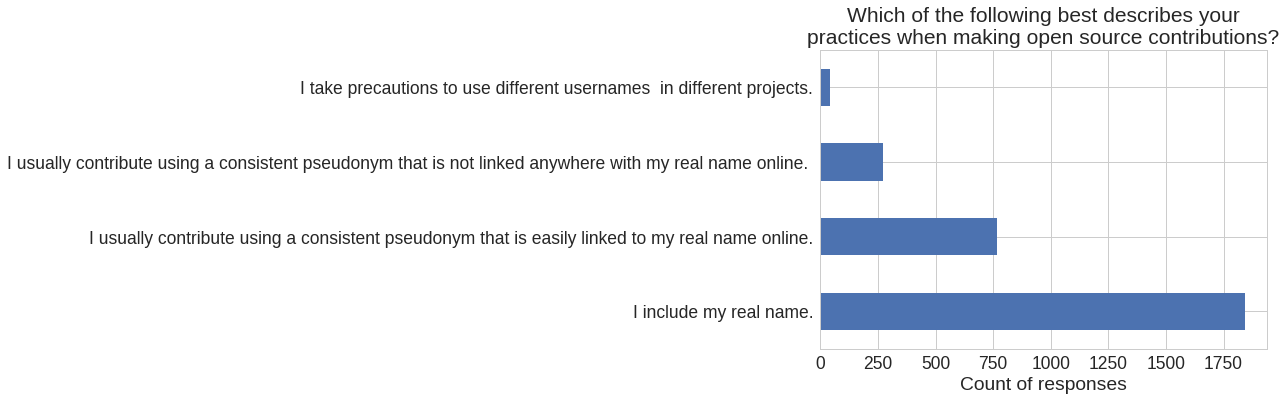 Which of the following best describes your
practices when making open source contributions?
I take precautions to use different usernames  in different projects.
I usually contribute using a consistent pseudonym that is not linked anywhere with my real name online.
I usually contribute using a consistent pseudonym that is easily linked to my real name online.
I include my real name.
0 250 500 750 1000 1250 1500 1750
Count of responses